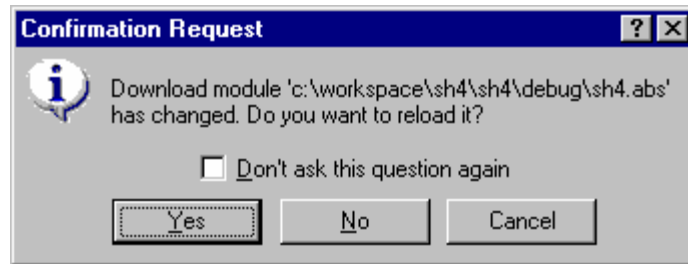 Confirmation Request
Download module 'c:\workspace\sh4\sh4\debug\sh4.abs'
has changed. Do you want to reload it?
Don't ask this question again
Yes No Cancel